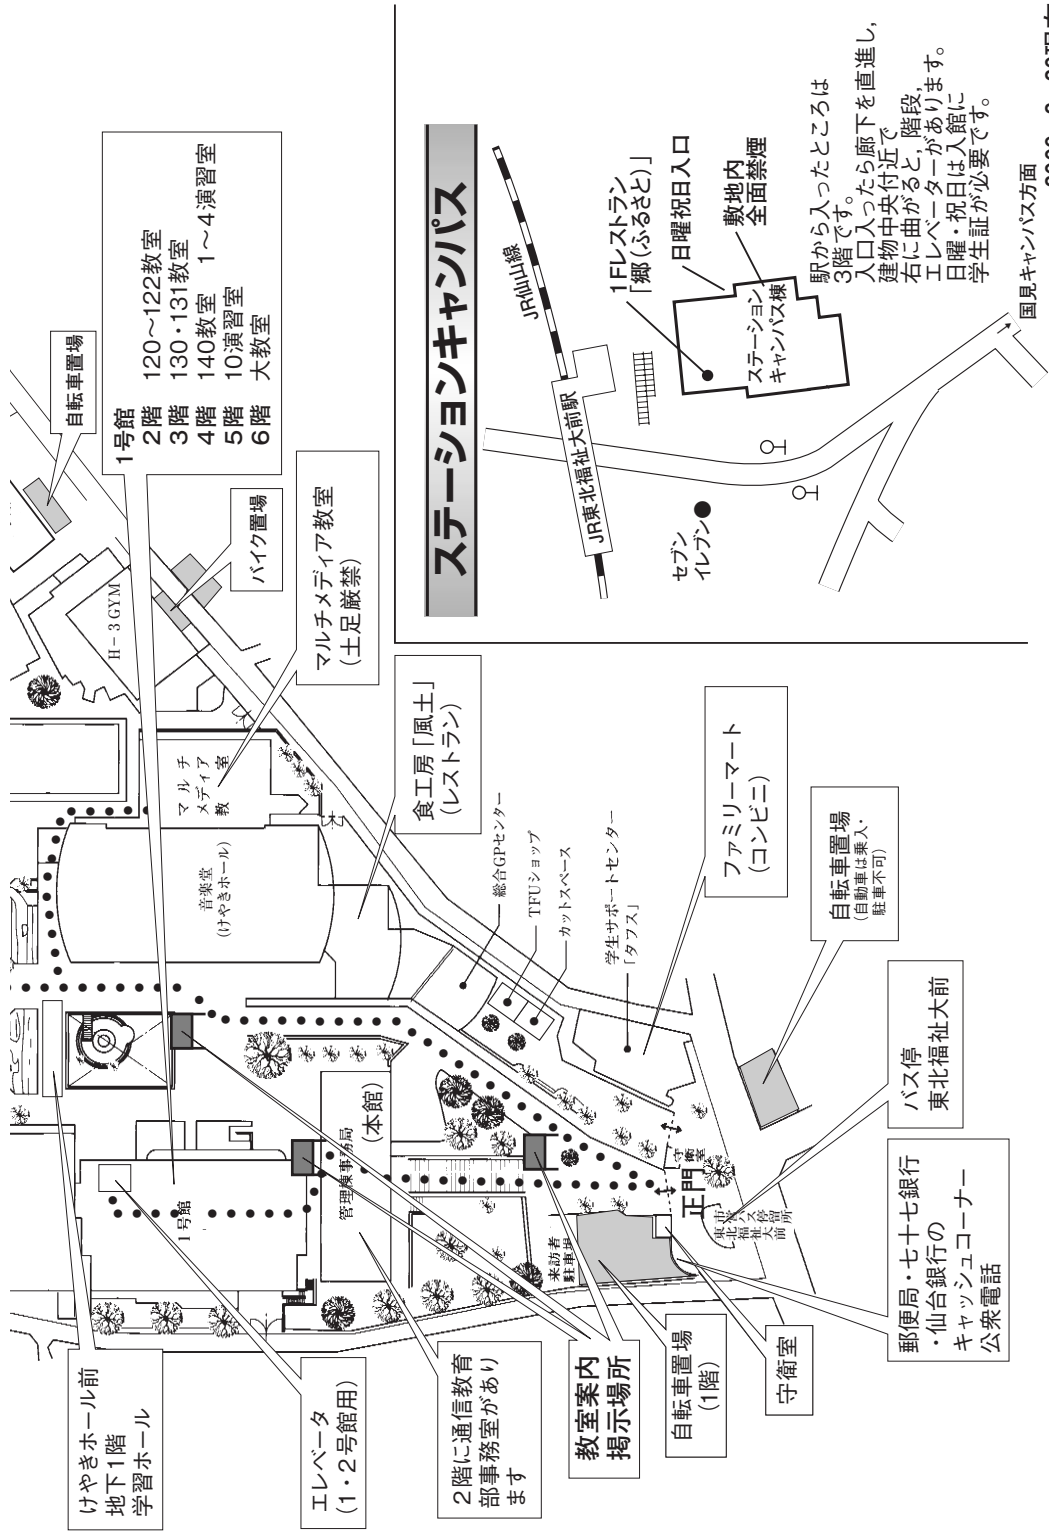 けやきホール前
地下1階
学習ホール
エレベータ
(1・2号館用)
2階に通信教育
部事務室があり
ます
教室案内
掲示場所
自転車置場
(1階)
守衛室
郵便局・七十七銀行
・仙台銀行の
キャッシュコーナー
公衆電話
バス停
東北福祉大前
自転車置場
(自動車は乗入・
駐車不可)
ファミリーマート
(コンビニ)
学生サポートセンター
「タフス」
カットスペース
TFUショップ
総合GPセンター
食工房「風土」
(レストラン)
マルチメディア教室
(土足厳禁)
バイク置場
自転車置場
1号館
2階 120〜122教室
3階 130・131教室
4階 140教室 1〜4演習室
5階 10演習室
6階 大教室
H-3GYM
マルチ
メディア
教室
音楽堂
(けやきホール)
1号館
管理棟事務局
(本館)
来訪者
駐車場
正門
守衛室
市営バス停留所
東北福祉大前
ステーションキャンパス
JR仙山線
JR東北福祉大前駅
セブン
イレブン
1Fレストラン
「郷(ふるさと)」
日曜祝日入口
敷地内
全面禁煙
ステーション
キャンパス棟
駅から入ったところは
3階です。
入口入ったら廊下を直進し,
建物中央付近で
右に曲がると,階段,
エレベーターがあります。
日曜・祝日は入館に
学生証が必要です。
国見キャンパス方面